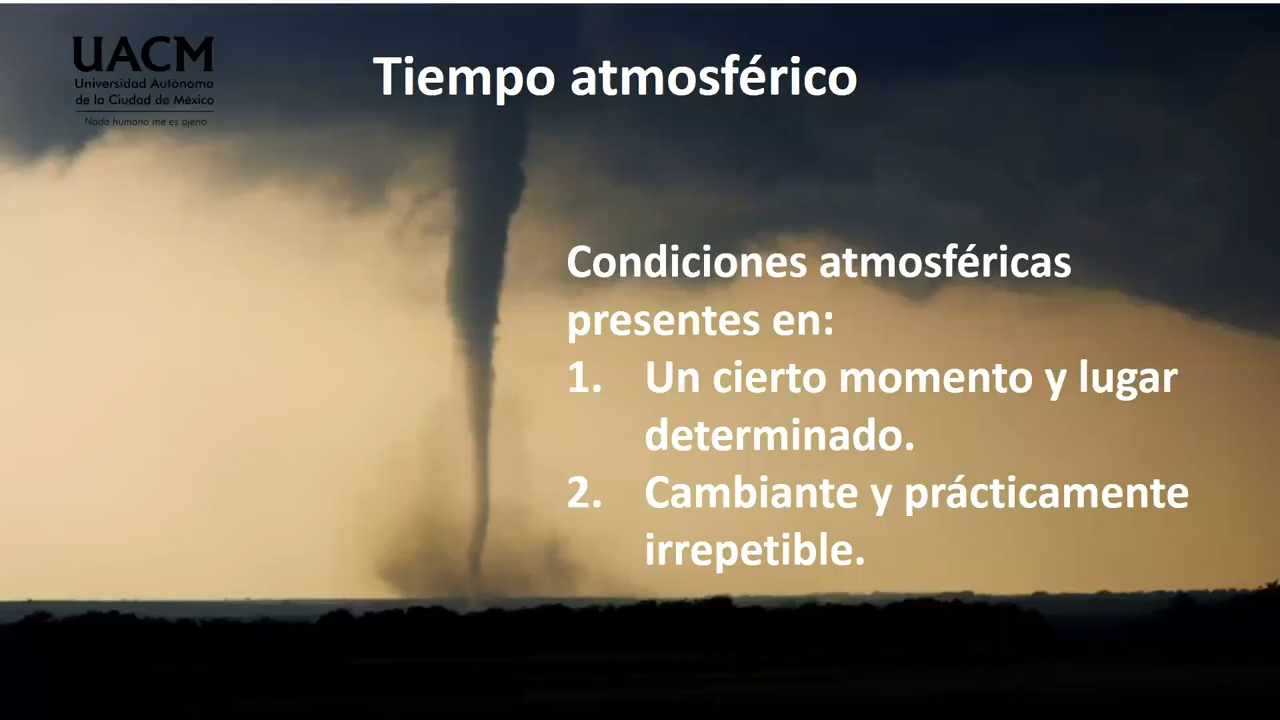 UACM
Universidad Autónoma
de la Ciudad de México
Nada humano me es ajeno
Tiempo atmosférico
Condiciones atmosféricas
presentes en:
1. Un cierto momento y lugar
determinado.
2. Cambiante y prácticamente
irrepetible.